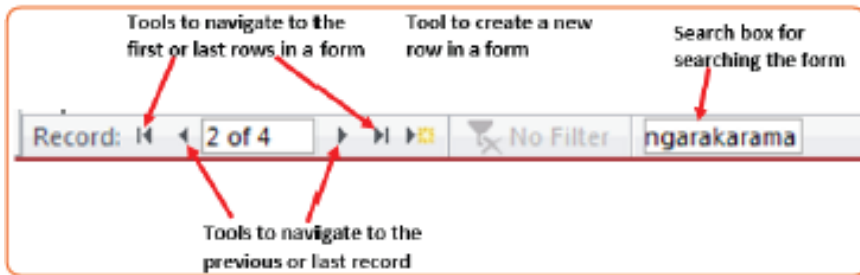 Tools to navigate to the
first or last rows in a form
Tool to create a new
row in a form
Search box for
searching the form
Record: 2 of 4 No Filter ngarakarama
Tools to navigate to the
previous or last record